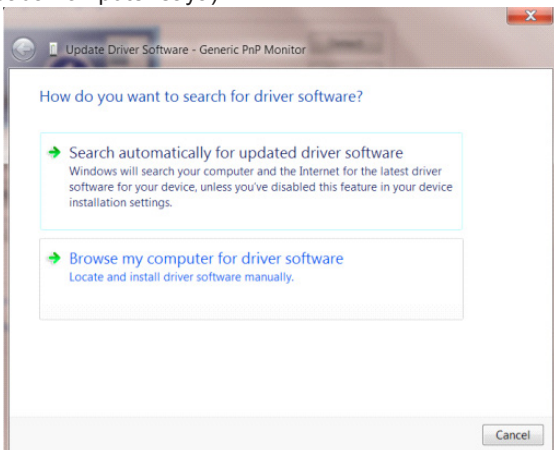 Update Driver Software - Generic PnP Monitor
How do you want to search for driver software?
Search automatically for updated driver software
Windows will search your computer and the Internet for the latest driver
software for your device, unless you've disabled this feature in your device
installation settings.
Browse my computer for driver software
Locate and install driver software manually.
Cancel